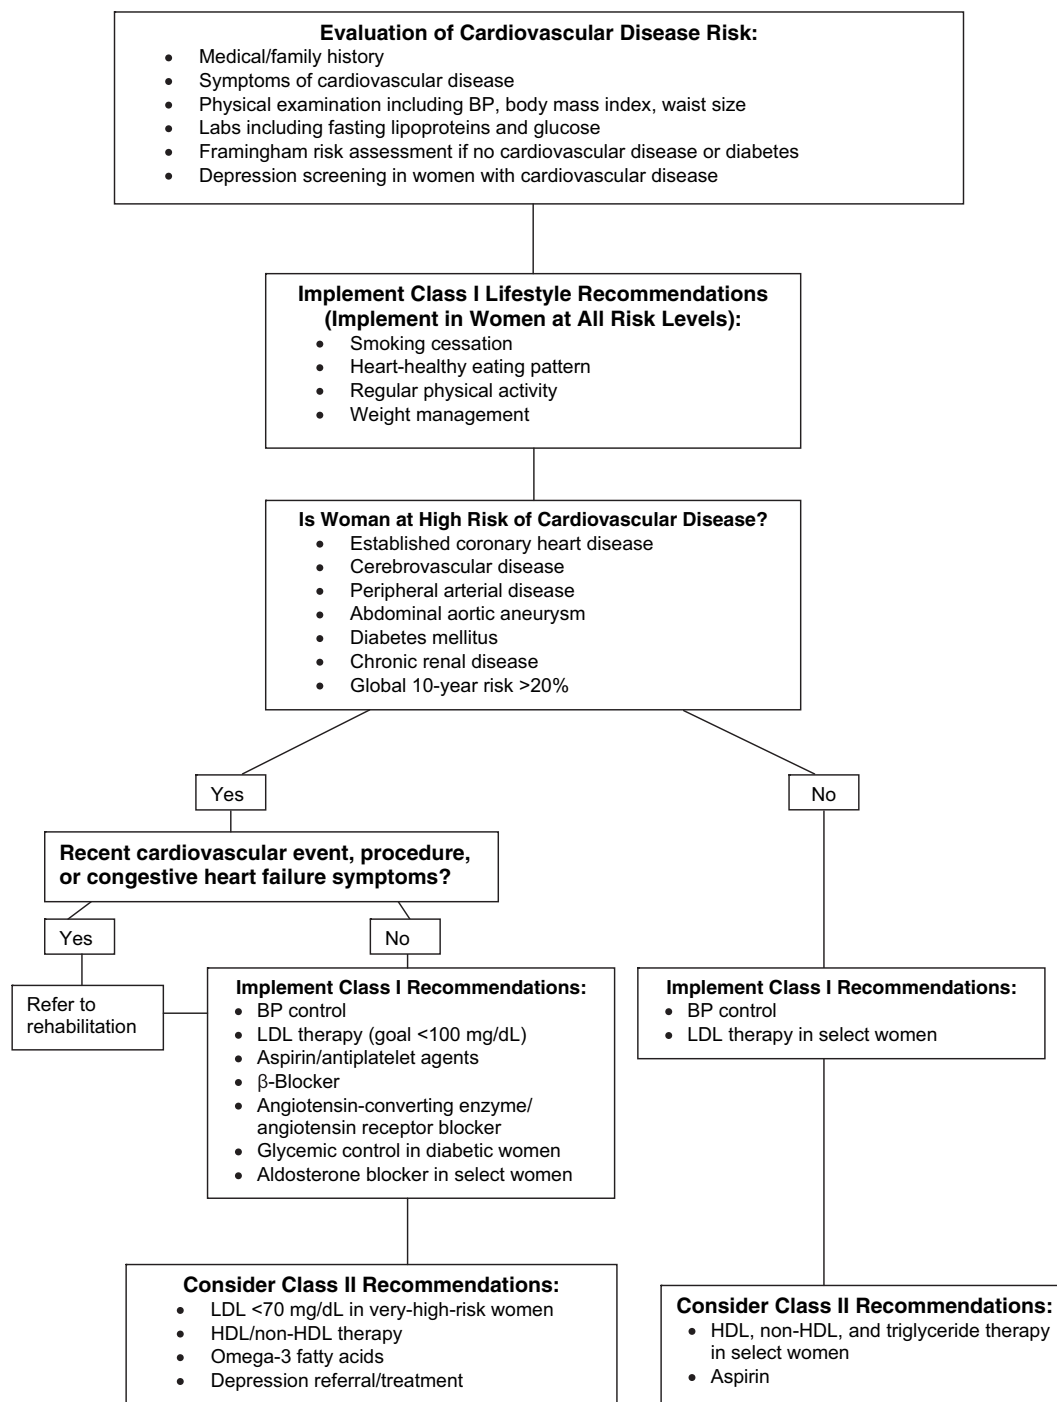 Evaluation of Cardiovascular Disease Risk:
• Medical/family history
• Symptoms of cardiovascular disease
• Physical examination including BP, body mass index, waist size
• Labs including fasting lipoproteins and glucose
• Framingham risk assessment if no cardiovascular disease or diabetes
• Depression screening in women with cardiovascular disease
Implement Class I Lifestyle Recommendations
(Implement in Women at All Risk Levels):
• Smoking cessation
• Heart-healthy eating pattern
• Regular physical activity
• Weight management
Is Woman at High Risk of Cardiovascular Disease?
• Established coronary heart disease
• Cerebrovascular disease
• Peripheral arterial disease
• Abdominal aortic aneurysm
• Diabetes mellitus
• Chronic renal disease
• Global 10-year risk >20%
Yes
No
Recent cardiovascular event, procedure,
or congestive heart failure symptoms?
Yes
No
Refer to
rehabilitation
Implement Class I Recommendations:
• BP control
• LDL therapy (goal <100 mg/dL)
• Aspirin/antiplatelet agents
• β-Blocker
• Angiotensin-converting enzyme/
angiotensin receptor blocker
• Glycemic control in diabetic women
• Aldosterone blocker in select women
Implement Class I Recommendations:
• BP control
• LDL therapy in select women
Consider Class II Recommendations:
• LDL <70 mg/dL in very-high-risk women
• HDL/non-HDL therapy
• Omega-3 fatty acids
• Depression referral/treatment
Consider Class II Recommendations:
• HDL, non-HDL, and triglyceride therapy
in select women
• Aspirin